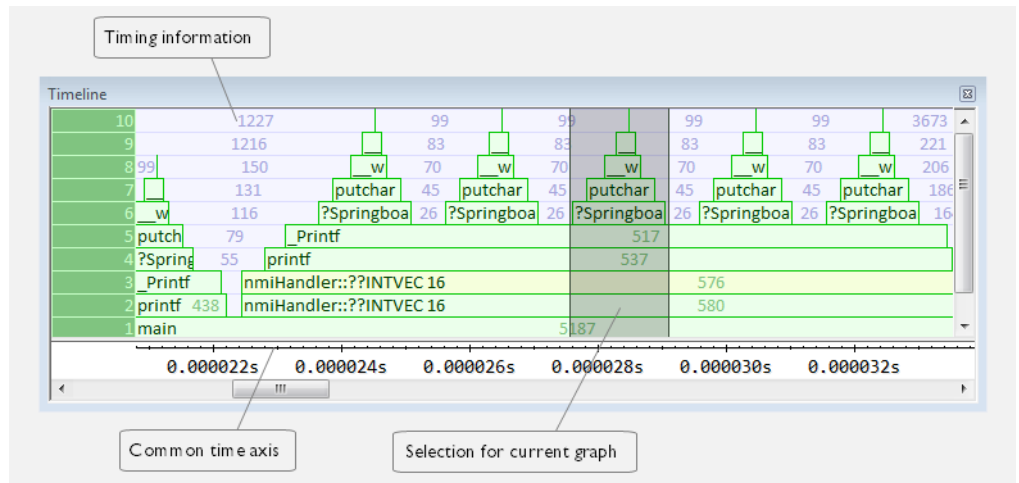 Timing information
Timeline
10 1227 99 99 99 99 3673
9 1216 83 83 83 83 221
8 99 150 __w 70 __w 70 __w 70 __w 70 __w 206
7 131 putchar 45 putchar 45 putchar 45 putchar 45 putchar 186
6 __w 116 ?Springboa 26 ?Springboa 26 ?Springboa 26 ?Springboa 26 ?Springboa 16
5 putch 79 _Printf 517
4 ?Spring 55 printf 537
3 _Printf nmiHandler::??INTVEC 16 576
2 printf 438 nmiHandler::??INTVEC 16 580
1 main 5187
0.000022s 0.000024s 0.000026s 0.000028s 0.000030s 0.000032s
Common time axis
Selection for current graph